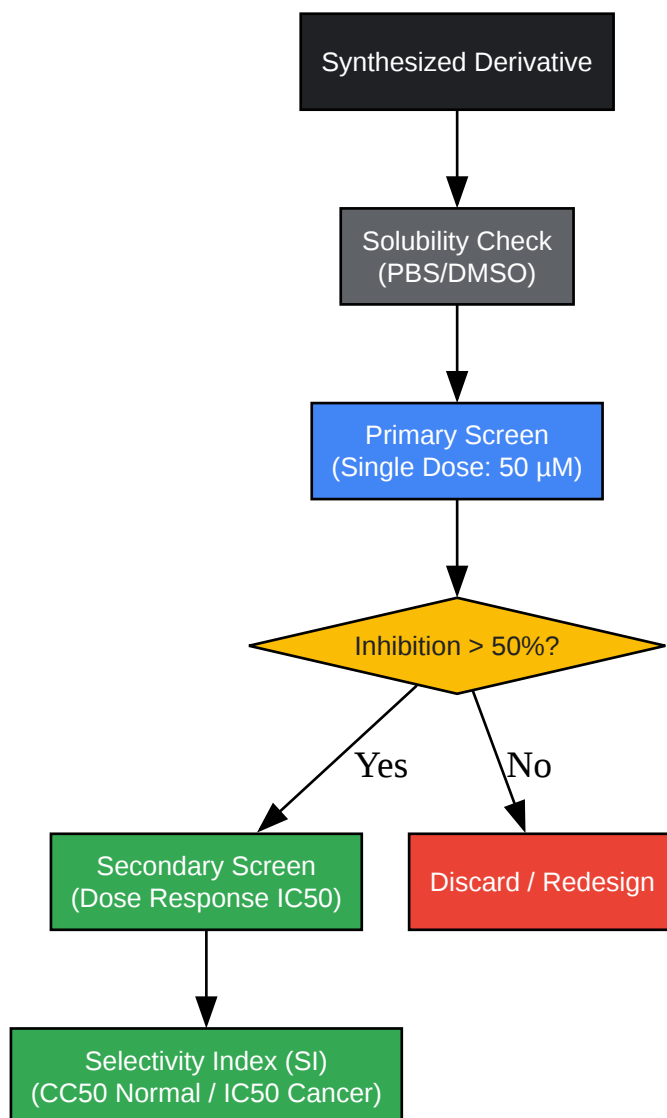 Synthesized Derivative
Solubility Check
(PBS/DMSO)
Primary Screen
(Single Dose: 50 µM)
Inhibition > 50%?
Yes
No
Secondary Screen
(Dose Response IC50)
Discard / Redesign
Selectivity Index (SI)
(CC50 Normal / IC50 Cancer)